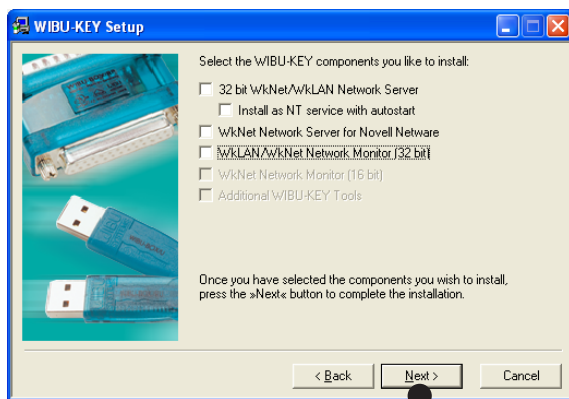 WIBU-KEY Setup
Select the WIBU-KEY components you like to install:
32 bit WkNet/WkLAN Network Server
Install as NT service with autostart
WkNet Network Server for Novell Netware
WkLAN/WkNet Network Monitor (32 bit)
WkNet Network Monitor (16 bit)
Additional WIBU-KEY Tools
Once you have selected the components you wish to install,
press the »Next« button to complete the installation.
< Back
Next >
Cancel